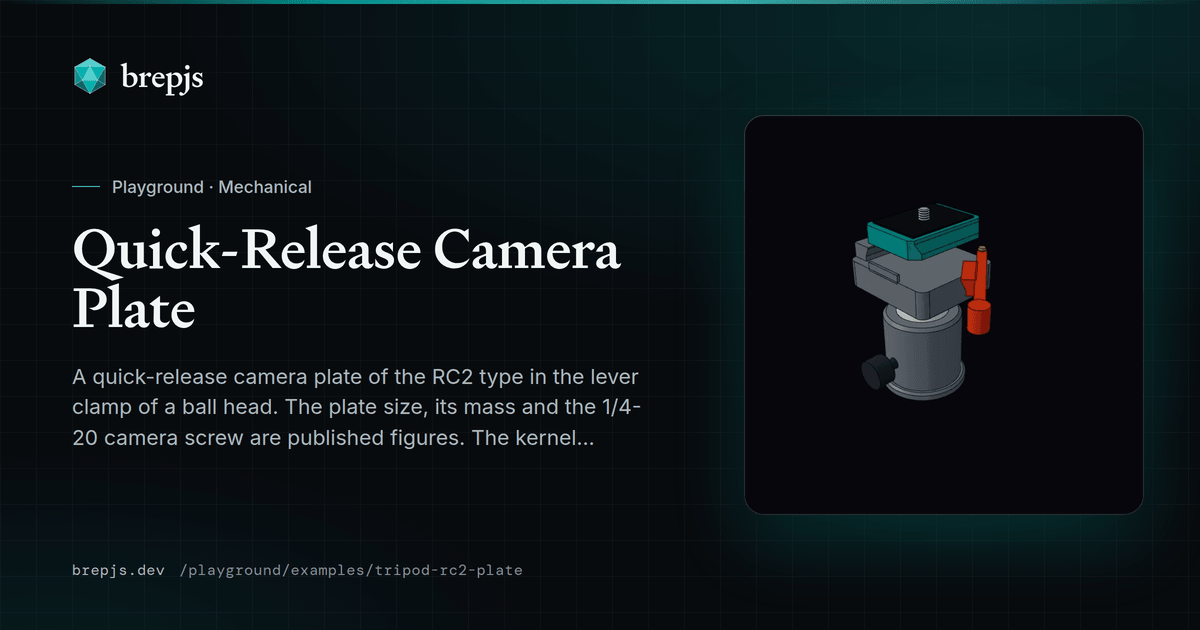 brepjs
Playground · Mechanical
Quick-Release Camera
Plate
A quick-release camera plate of the RC2 type in the lever
clamp of a ball head. The plate size, its mass and the 1/4-
20 camera screw are published figures. The kernel...
brepjs.dev /playground/examples/tripod-rc2-plate